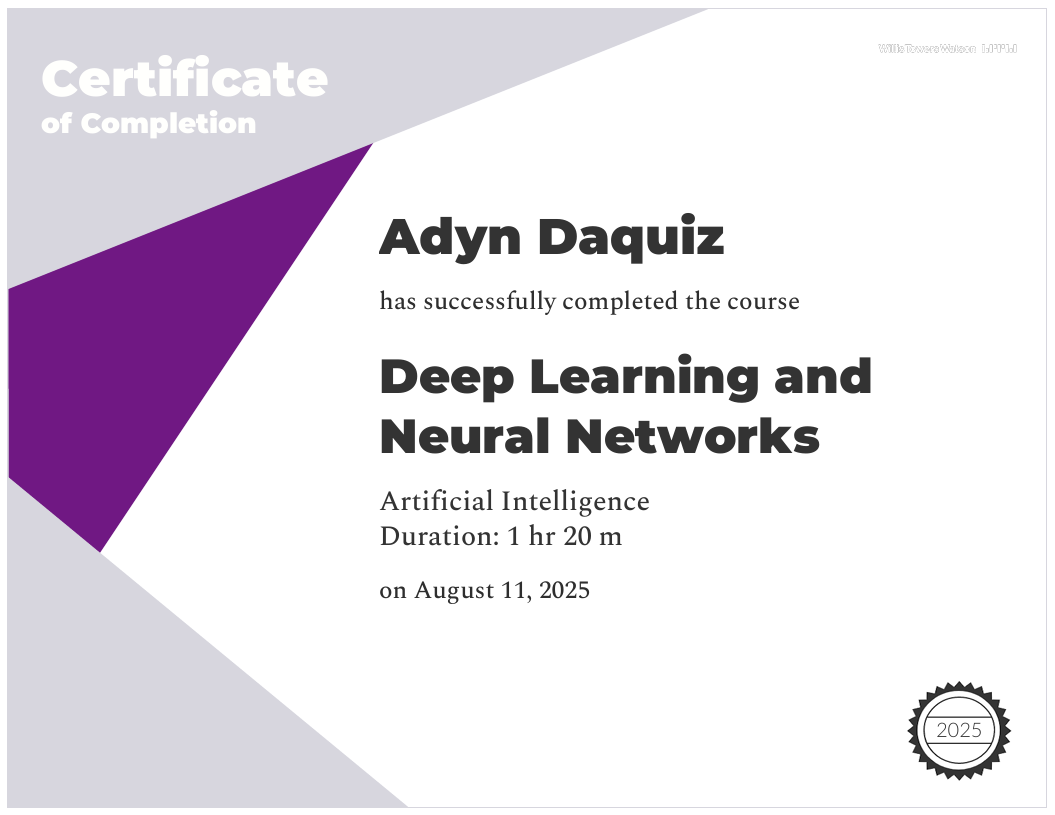 Certificate
of Completion
WillisTowersWatson
Adyn Daquiz
has successfully completed the course
Deep Learning and
Neural Networks
Artificial Intelligence
Duration: 1 hr 20 m
on August 11, 2025
2025